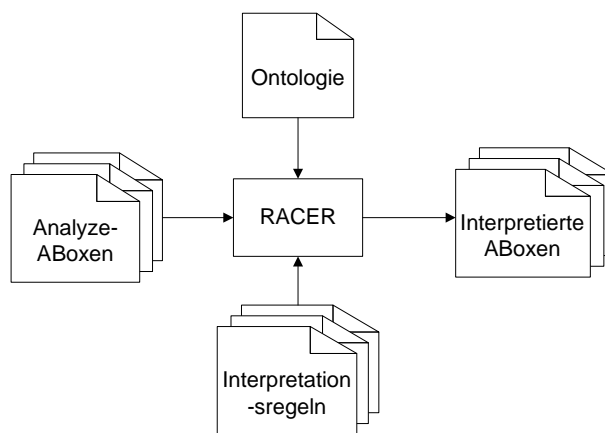 Ontologie
Analyze-
ABoxen
RACER
Interpretierte
ABoxen
Interpretation
-sregeln